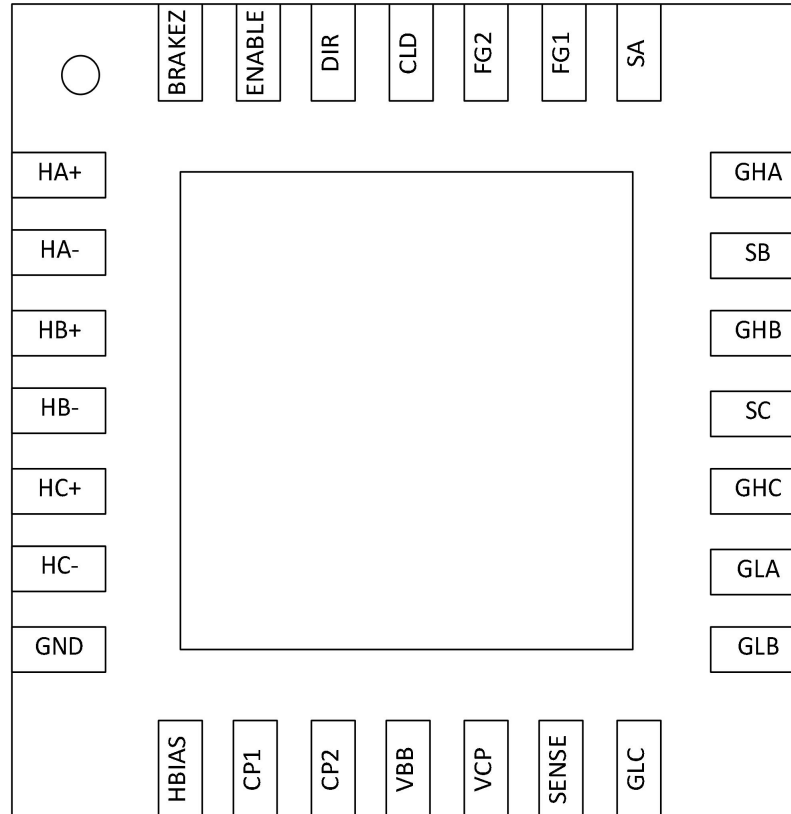 BRAKEZ
ENABLE
DIR
CLD
FG2
FG1
SA
HA+
GHA
HA-
SB
HB+
GHB
HB-
SC
HC+
GHC
HC-
GLA
GND
GLB
HBIAS
CP1
CP2
VBB
VCP
SENSE
GLC